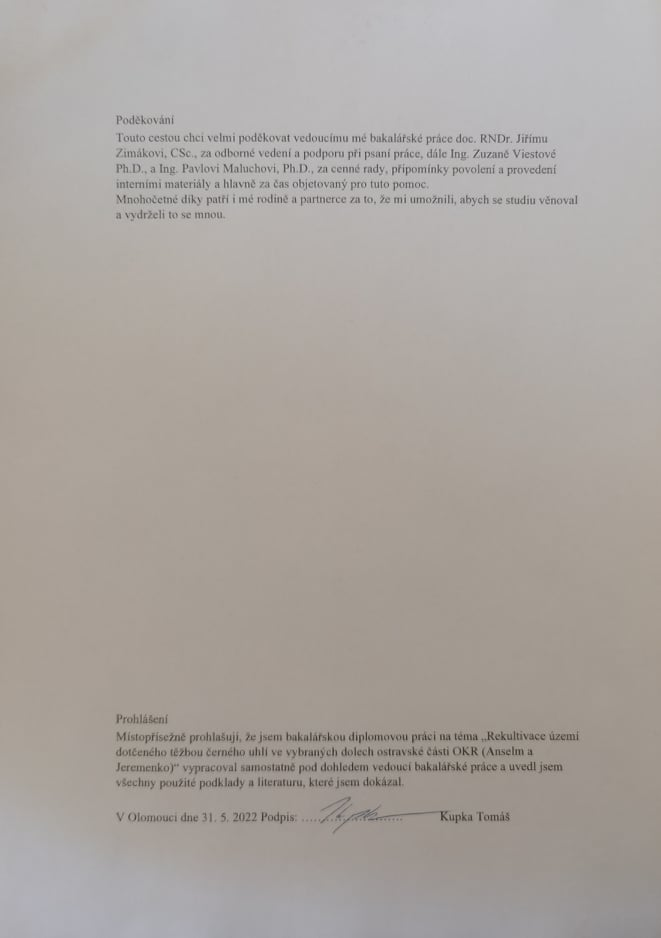 Poděkování
Touto cestou chci velmi poděkovat vedoucímu mé bakalářské práce doc. RNDr. Jiřímu
Zimákovi, CSc., za odborné vedení a podporu při psaní práce, dále Ing. Zuzaně Viestové
Ph.D., a Ing. Pavlovi Maluchovi, Ph.D., za cenné rady, připomínky povolení a provedení
interními materiály a hlavně za čas objetovaný pro tuto pomoc.
Mnohočetné díky patří i mé rodině a partnerce za to, že mi umožnili, abych se studiu věnoval
a vydrželi to se mnou.
Prohlášení
Místopřísežně prohlašuji, že jsem bakalářskou diplomovou práci na téma „Rekultivace území
dotčeného těžbou černého uhlí ve vybraných dolech ostravské části OKR (Anselm a
Jeremenko)“ vypracoval samostatně pod dohledem vedoucí bakalářské práce a uvedl jsem
všechny použité podklady a literaturu, které jsem dokázal.
V Olomouci dne 31. 5. 2022 Podpis: .................... Kupka Tomáš